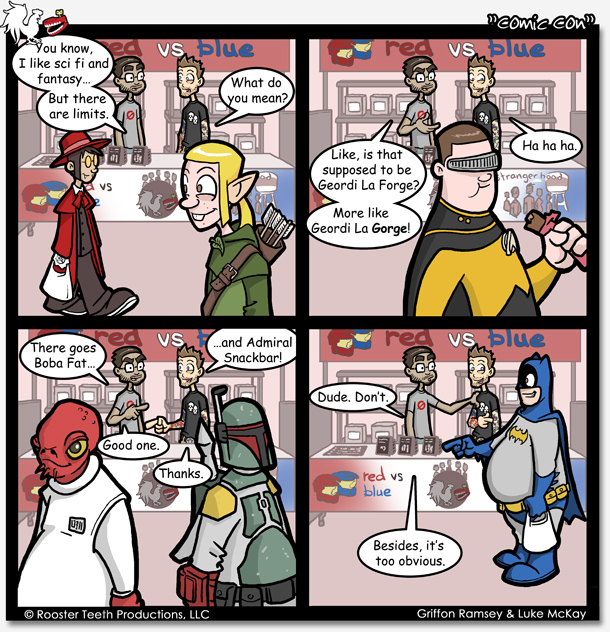 "COMIC CON"
red vs blue
You know,
I like sci fi and
fantasy...
But there
are limits.
What do
you mean?
vs
red vs blue
Like, is that
supposed to be
Geordi La Forge?
More like
Geordi La Gorge!
Ha ha ha.
strangerhood
red vs blue
There goes
Boba Fat...
...and Admiral
Snackbar!
Good one.
Thanks.
red vs blue
Dude. Don't.
red vs
blue
Besides, it's
too obvious.
© Rooster Teeth Productions, LLC
Griffon Ramsey & Luke McKay